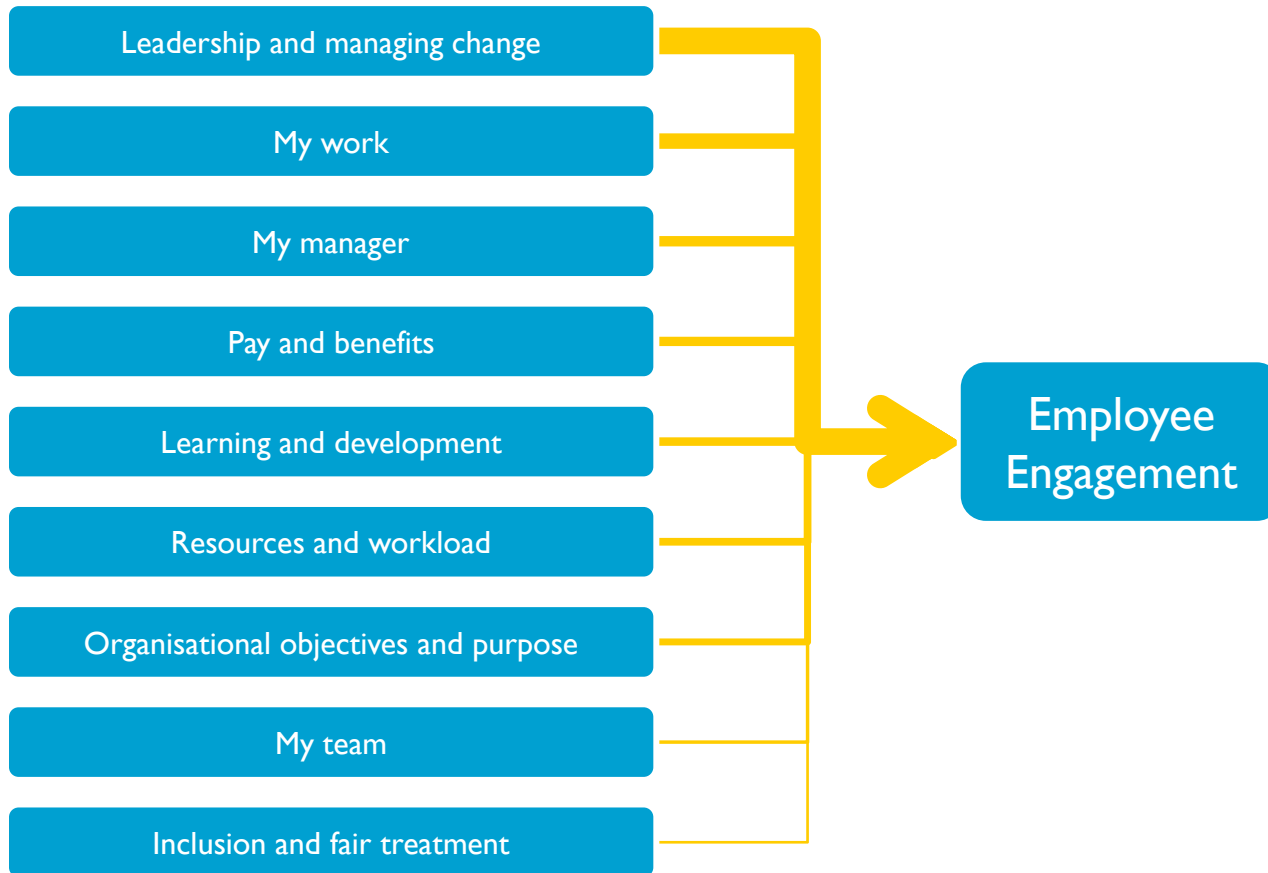 Leadership and managing change
My work
My manager
Pay and benefits
Learning and development
Resources and workload
Organisational objectives and purpose
My team
Inclusion and fair treatment
Employee
Engagement